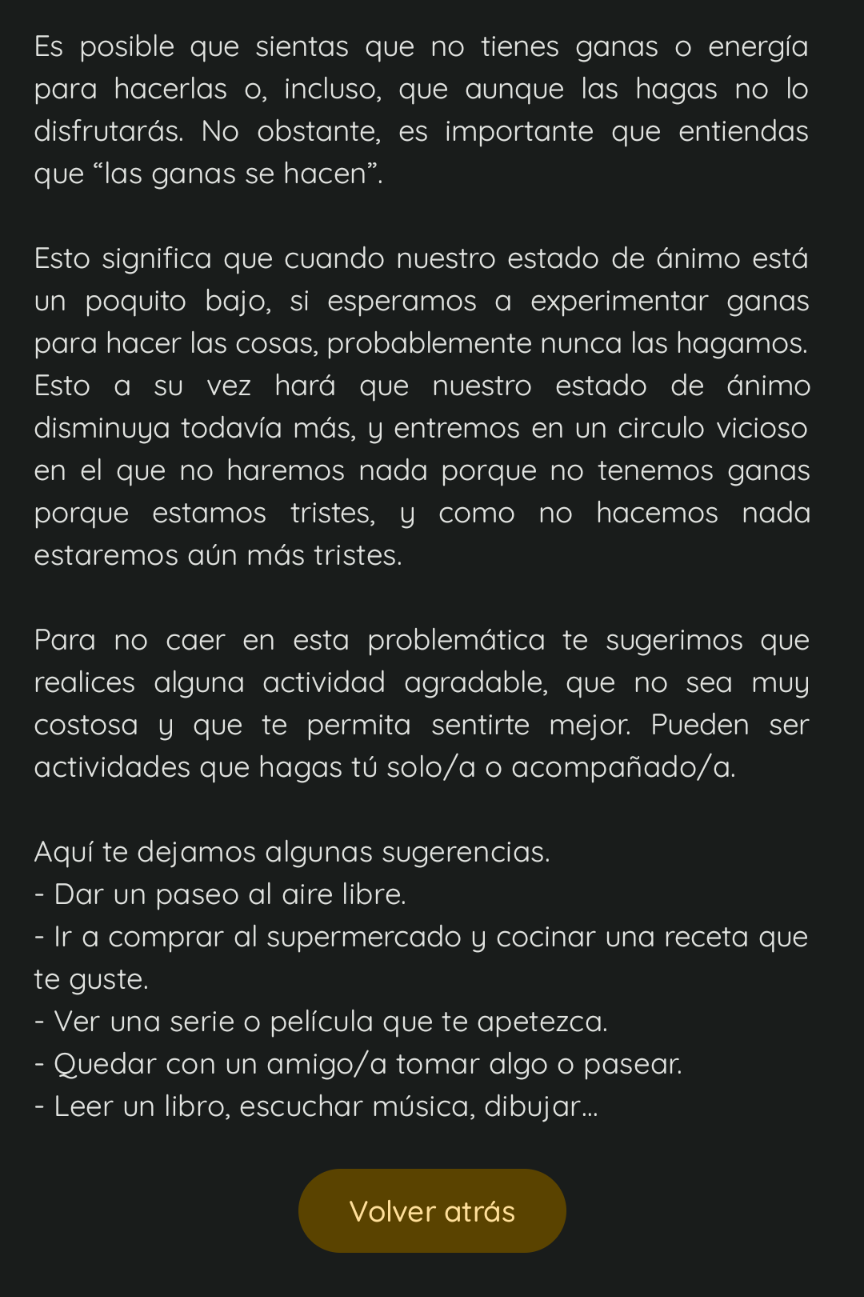 Es posible que sientas que no tienes ganas o energía
para hacerlas o, incluso, que aunque las hagas no lo
disfrutarás. No obstante, es importante que entiendas
que “las ganas se hacen”.
Esto significa que cuando nuestro estado de ánimo está
un poquito bajo, si esperamos a experimentar ganas
para hacer las cosas, probablemente nunca las hagamos.
Esto a su vez hará que nuestro estado de ánimo
disminuya todavía más, y entremos en un circulo vicioso
en el que no haremos nada porque no tenemos ganas
porque estamos tristes, y como no hacemos nada
estaremos aún más tristes.
Para no caer en esta problemática te sugerimos que
realices alguna actividad agradable, que no sea muy
costosa y que te permita sentirte mejor. Pueden ser
actividades que hagas tú solo/a o acompañado/a.
Aquí te dejamos algunas sugerencias.
- Dar un paseo al aire libre.
- Ir a comprar al supermercado y cocinar una receta que
te guste.
- Ver una serie o película que te apetezca.
- Quedar con un amigo/a tomar algo o pasear.
- Leer un libro, escuchar música, dibujar...
Volver atrás